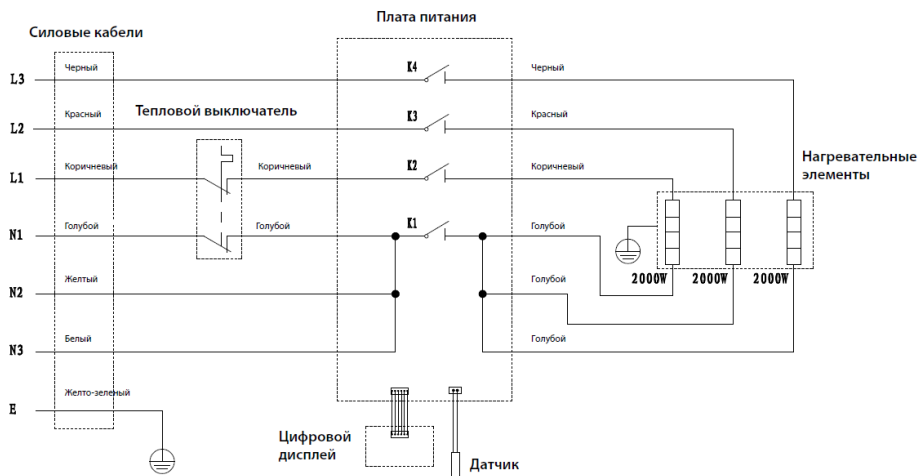 Плата питания
Силовые кабели
Черный
K4
Черный
L3
Красный
Тепловой выключатель
K3
Красный
L2
Нагревательные
элементы
Коричневый
Коричневый
K2
Коричневый
L1
Голубой
Голубой
K1
Голубой
N1
Желтый
Голубой
2000W 2000W 2000W
N2
Белый
Голубой
N3
Желто-зеленый
E
Цифровой
дисплей
Датчик